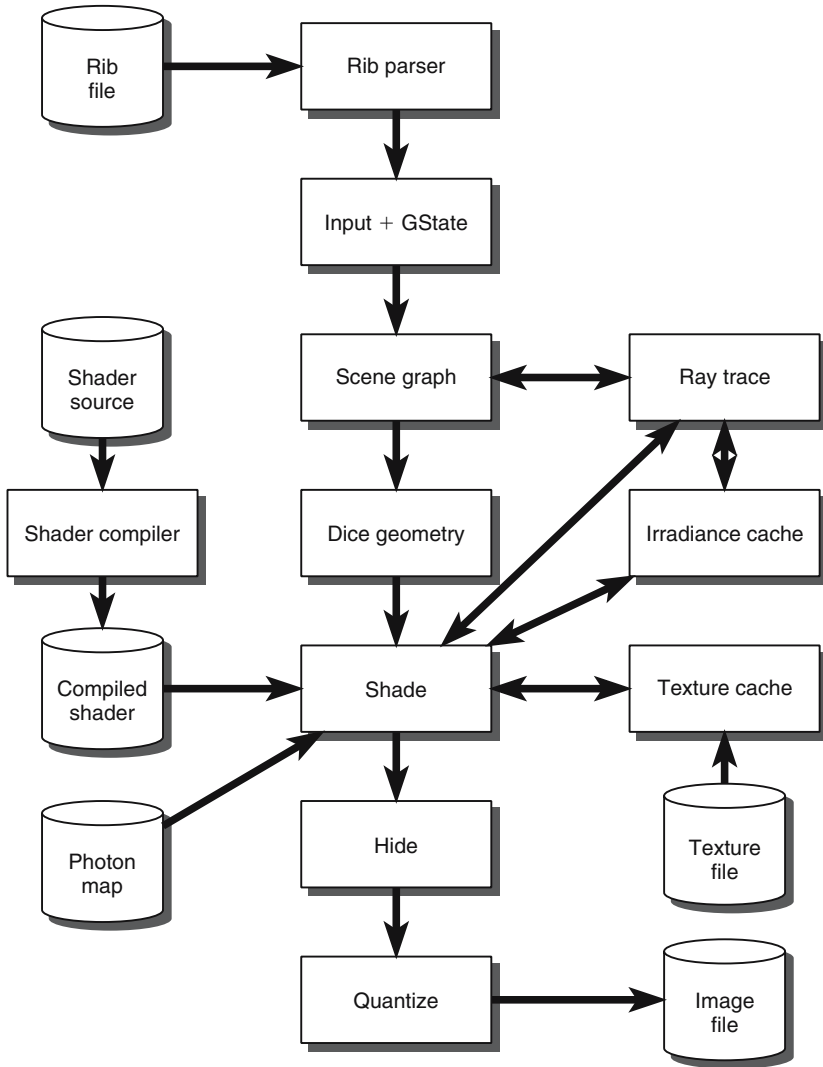 Rib
file
Rib parser
Input + GState
Shader
source
Scene graph
Ray trace
Shader compiler
Dice geometry
Irradiance cache
Compiled
shader
Shade
Texture cache
Photon
map
Hide
Texture
file
Quantize
Image
file